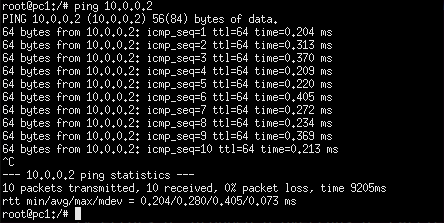 root@pc1:/# ping 10.0.0.2
PING 10.0.0.2 (10.0.0.2) 56(84) bytes of data.
64 bytes from 10.0.0.2: icmp_seq=1 ttl=64 time=0.204 ms
64 bytes from 10.0.0.2: icmp_seq=2 ttl=64 time=0.313 ms
64 bytes from 10.0.0.2: icmp_seq=3 ttl=64 time=0.370 ms
64 bytes from 10.0.0.2: icmp_seq=4 ttl=64 time=0.209 ms
64 bytes from 10.0.0.2: icmp_seq=5 ttl=64 time=0.220 ms
64 bytes from 10.0.0.2: icmp_seq=6 ttl=64 time=0.405 ms
64 bytes from 10.0.0.2: icmp_seq=7 ttl=64 time=0.272 ms
64 bytes from 10.0.0.2: icmp_seq=8 ttl=64 time=0.234 ms
64 bytes from 10.0.0.2: icmp_seq=9 ttl=64 time=0.369 ms
64 bytes from 10.0.0.2: icmp_seq=10 ttl=64 time=0.213 ms
^C
--- 10.0.0.2 ping statistics ---
10 packets transmitted, 10 received, 0% packet loss, time 9205ms
rtt min/avg/max/mdev = 0.204/0.280/0.405/0.073 ms
root@pc1:/#